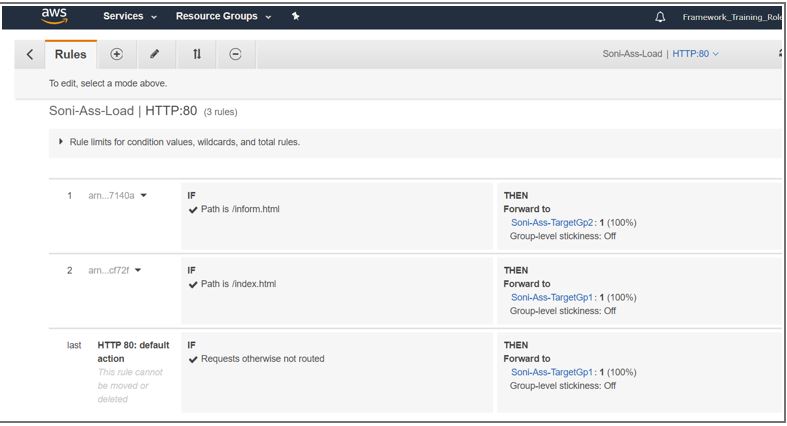 aws Services Resource Groups Framework_Training_Role
Rules Soni-Ass-Load | HTTP:80
To edit, select a mode above.
Soni-Ass-Load | HTTP:80 (3 rules)
Rule limits for condition values, wildcards, and total rules.
1 arn...7140a IF THEN
Path is /inform.html Forward to
Soni-Ass-TargetGp2: 1 (100%)
Group-level stickiness: Off
2 arn...cf72f IF THEN
Path is /index.html Forward to
Soni-Ass-TargetGp1: 1 (100%)
Group-level stickiness: Off
last HTTP 80: default action IF THEN
This rule cannot be moved or deleted Requests otherwise not routed Forward to
Soni-Ass-TargetGp1: 1 (100%)
Group-level stickiness: Off